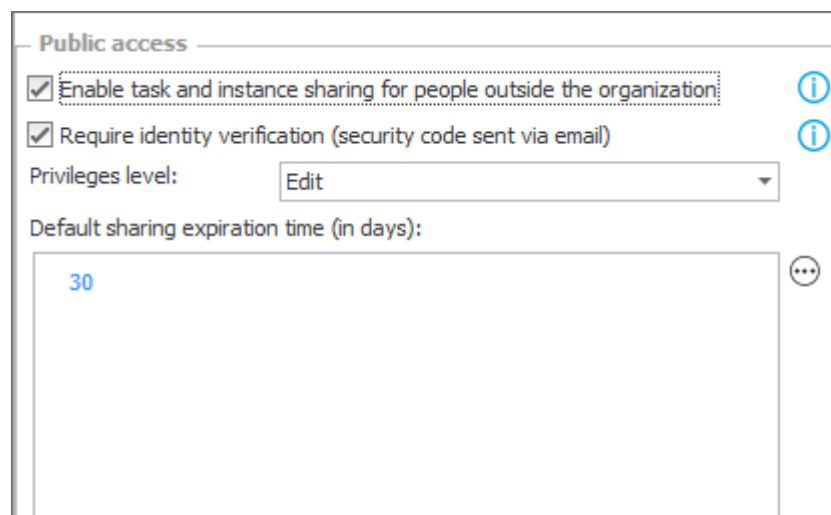 Public access
Enable task and instance sharing for people outside the organization
Require identity verification (security code sent via email)
Privileges level:
Edit
Default sharing expiration time (in days):
30